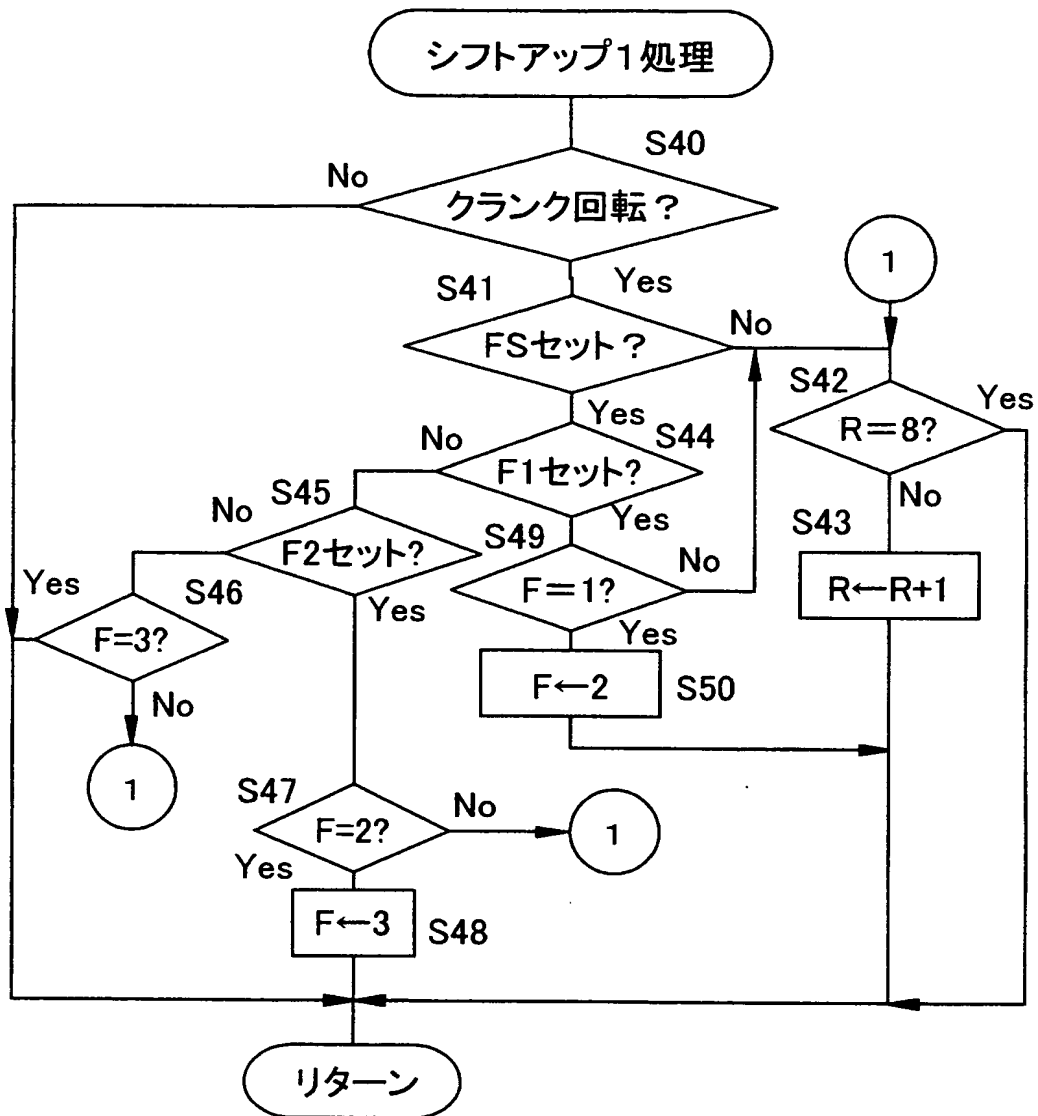 シフトアップ1処理
S40
No
クランク回転?
1
S41
Yes
FSセット?
No
S42
Yes
Yes
R=8?
No
S44
F1セット?
No
S45
Yes
S43
No
F2セット?
S49
F=1?
No
R←R+1
Yes
S46
Yes
Yes
F=3?
F←2
S50
No
1
S47
No
F=2?
1
Yes
F←3
S48
リターン